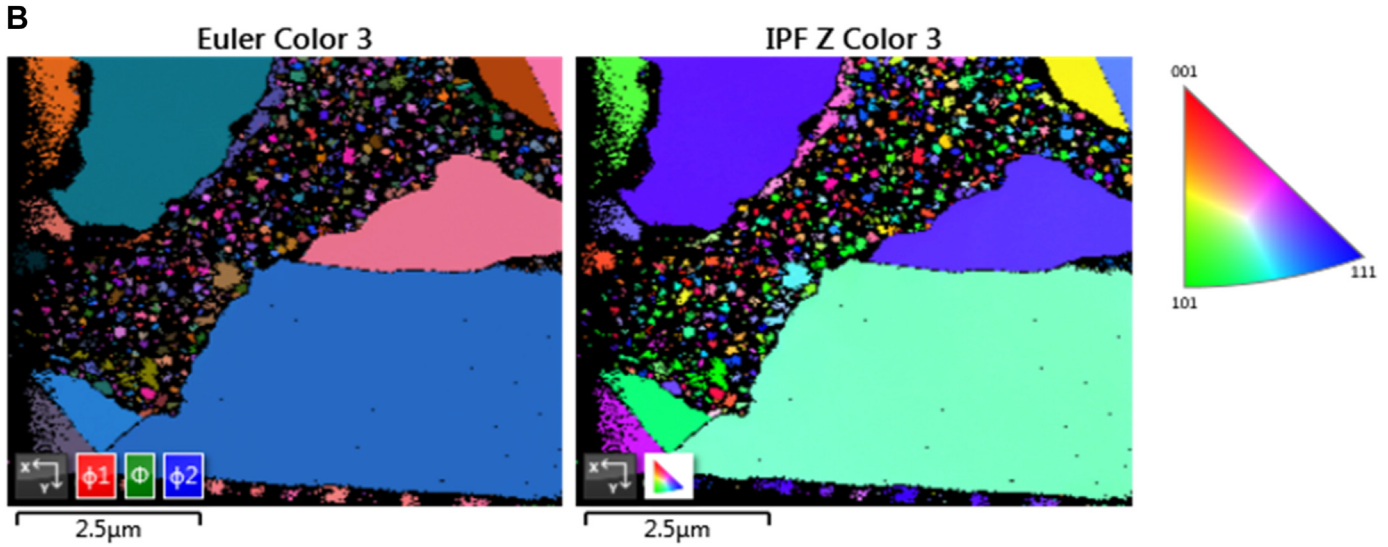 B
Euler Color 3
IPF Z Color 3
001
111
101
X
Y
ϕ1
Φ
ϕ2
X
Y
2.5μm
2.5μm